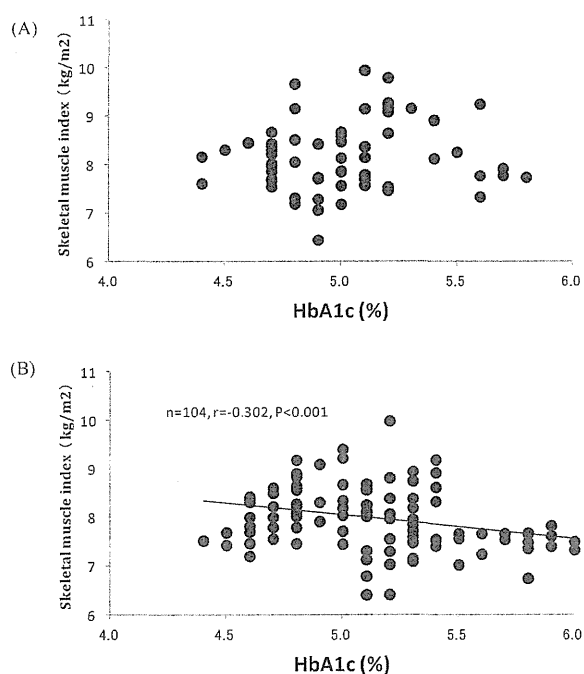 (A)
Skeletal muscle index (kg/m2)
11
10
9
8
7
6
4.0 4.5 5.0 5.5 6.0
HbA1c (%)
(B)
Skeletal muscle index (kg/m2)
11
10
9
8
7
6
n=104, r=-0.302, P<0.001
4.0 4.5 5.0 5.5 6.0
HbA1c (%)